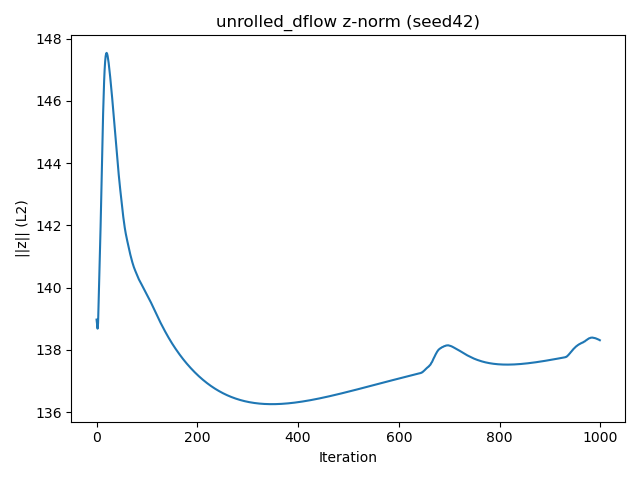 unrolled_dflow z-norm (seed42)
||z|| (L2)
148
146
144
142
140
138
136
0 200 400 600 800 1000
Iteration